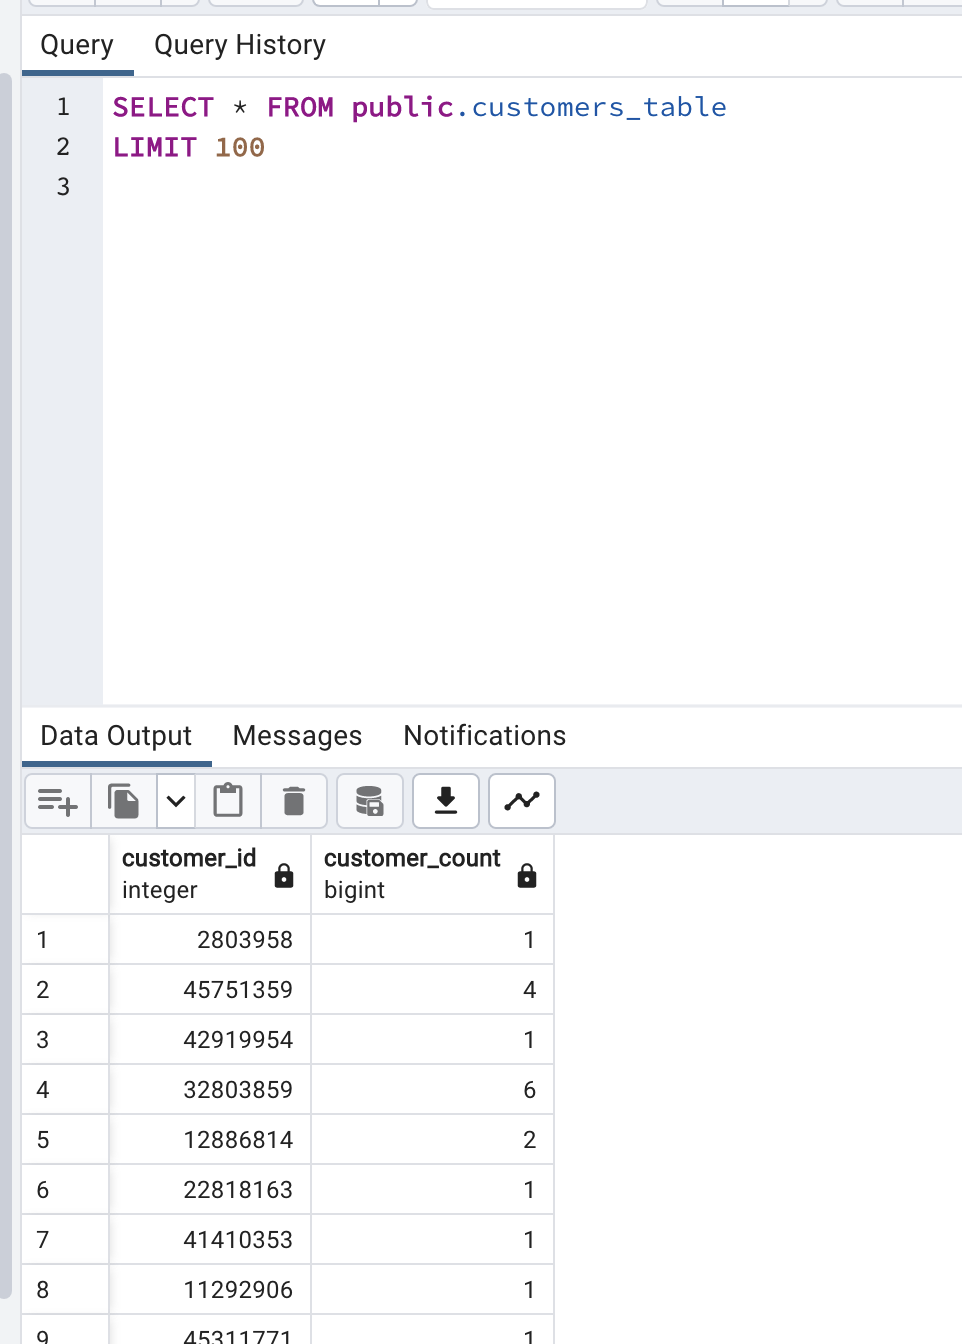 Query Query History
1 SELECT * FROM public.customers_table
2 LIMIT 100
3
Data Output Messages Notifications
customer_id customer_count
integer bigint
1 2803958 1
2 45751359 4
3 42919954 1
4 32803859 6
5 12886814 2
6 22818163 1
7 41410353 1
8 11292906 1
9 45311771 1